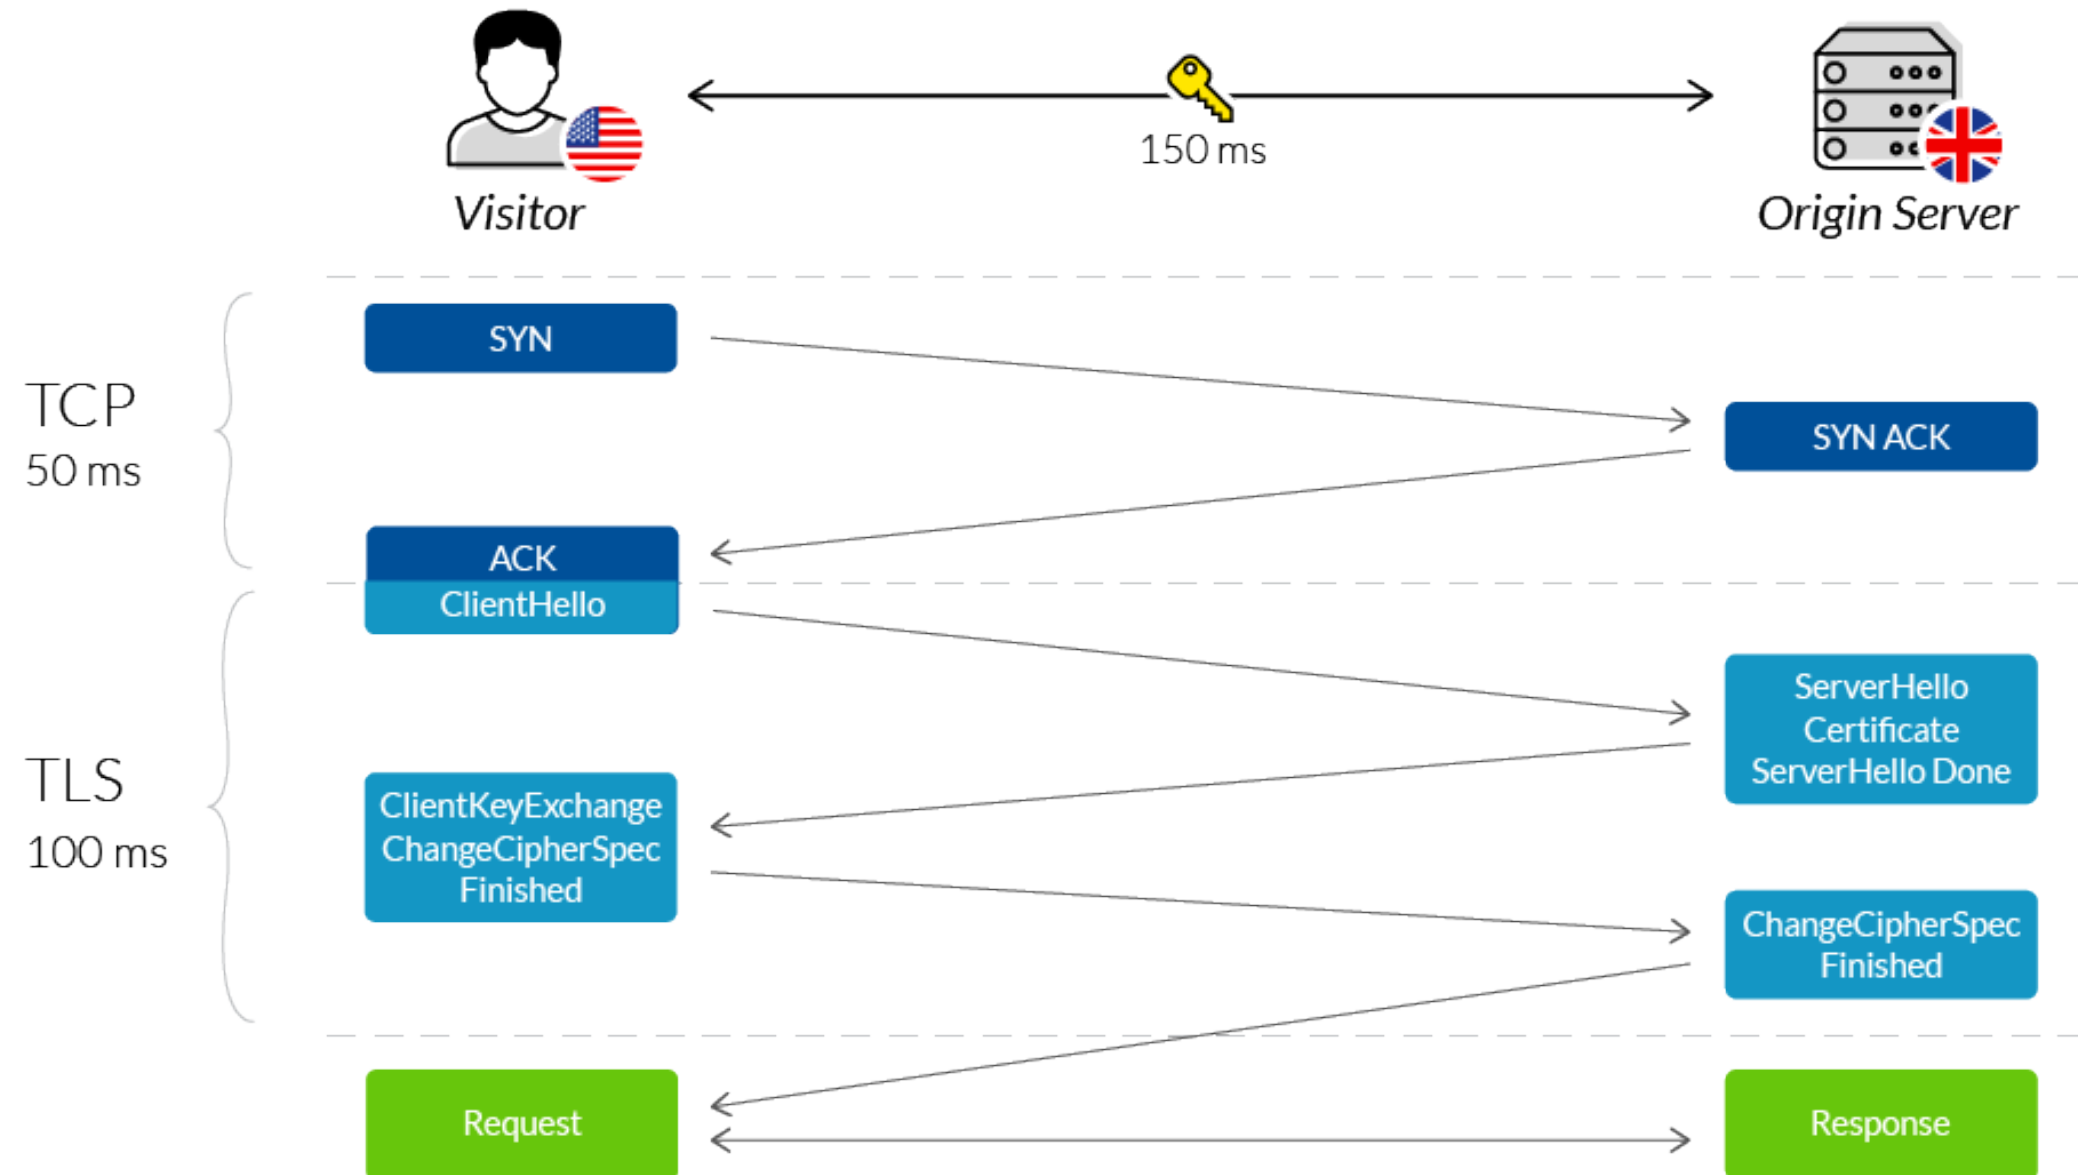 150 ms
Visitor
Origin Server
SYN
TCP
50 ms
SYN ACK
ACK
ClientHello
ServerHello
Certificate
ServerHello Done
TLS
100 ms
ClientKeyExchange
ChangeCipherSpec
Finished
ChangeCipherSpec
Finished
Request
Response